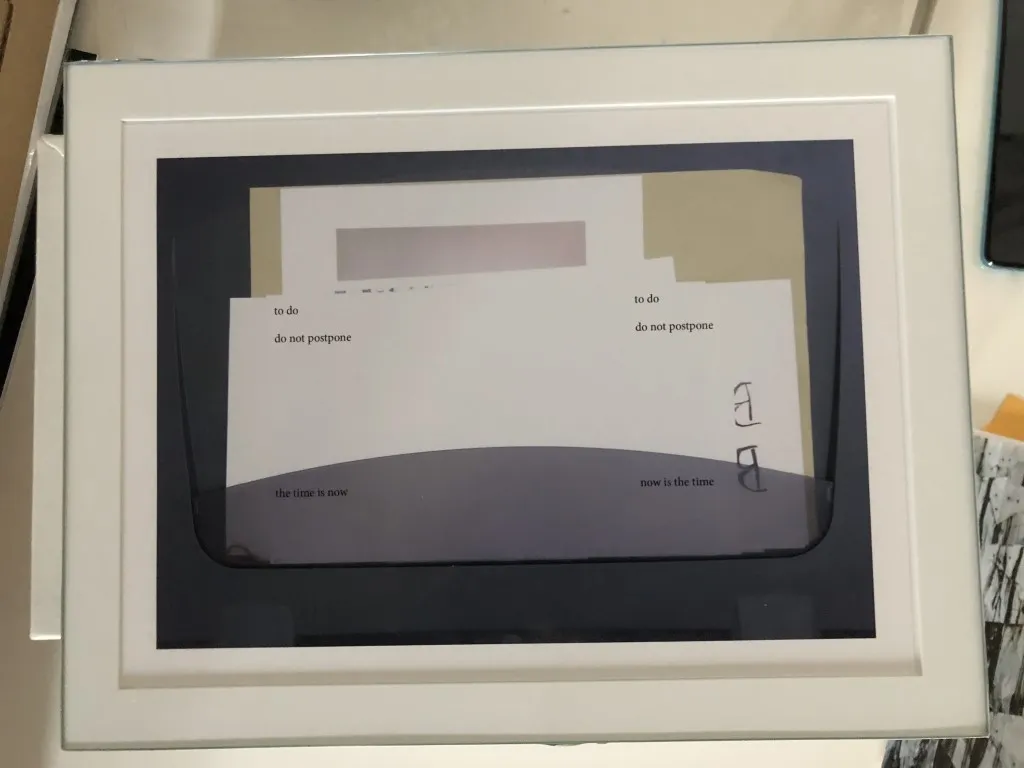 to do
do not postpone
the time is now
to do
do not postpone
now is the time